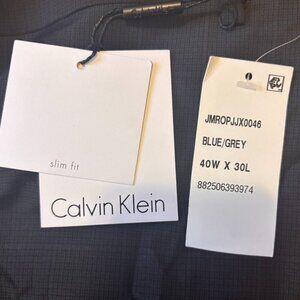 slim fit
Calvin Klein
JMROPJJX0046
BLUE/GREY
40W X 30L
882506393974